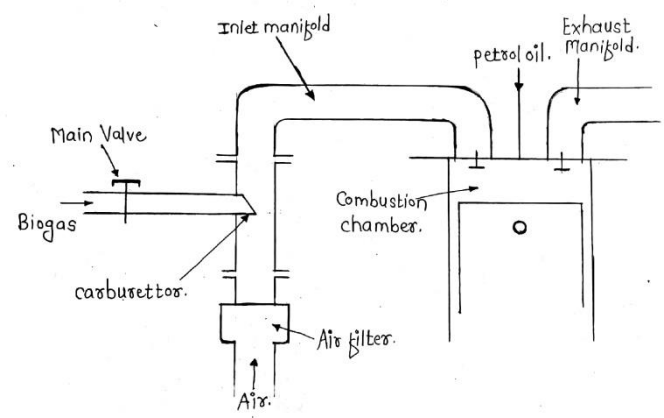 Inlet manifold
Exhaust
Manifold.
petrol oil.
Main Valve
Biogas
Combustion
chamber.
carburettor.
Air filter.
Air.